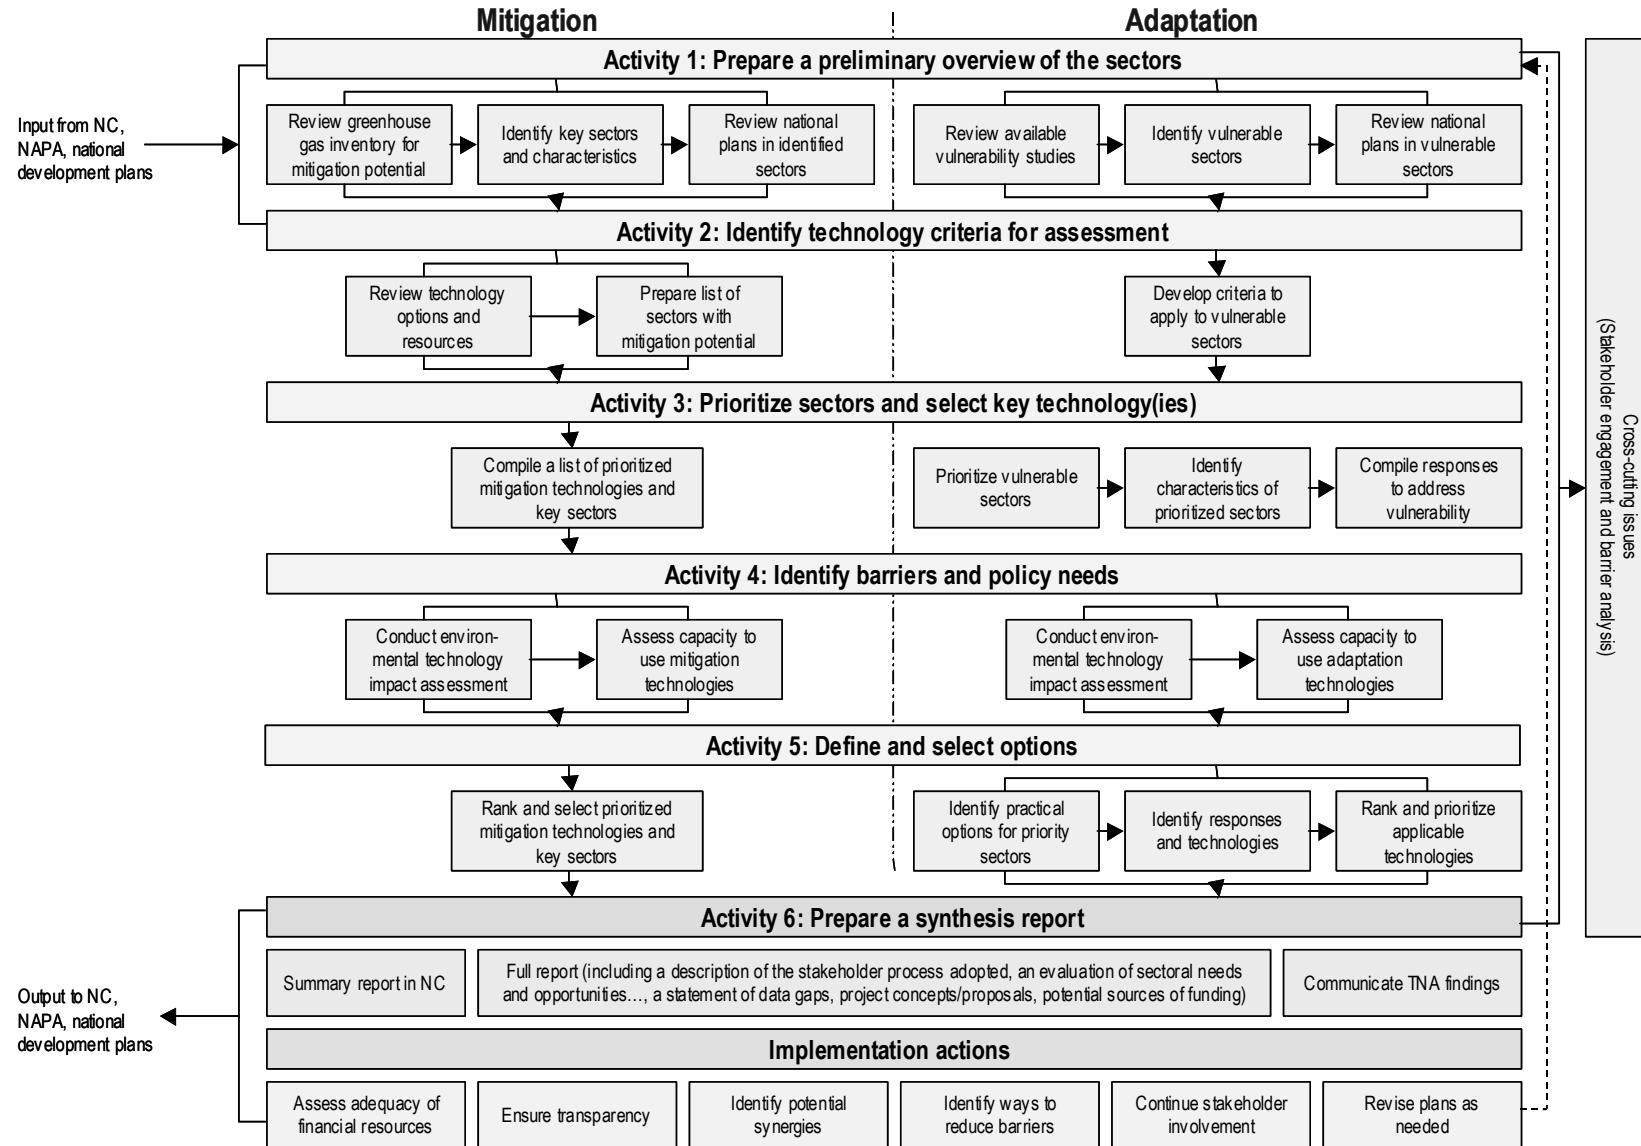 Mitigation
Adaptation
Activity 1: Prepare a preliminary overview of the sectors
Input from NC,
NAPA, national
development plans
Review greenhouse
gas inventory for
mitigation potential
Identify key sectors
and characteristics
Review national
plans in identified
sectors
Review available
vulnerability studies
Identify vulnerable
sectors
Review national
plans in vulnerable
sectors
Activity 2: Identify technology criteria for assessment
Review technology
options and
resources
Prepare list of
sectors with
mitigation potential
Develop criteria to
apply to vulnerable
sectors
Activity 3: Prioritize sectors and select key technology(ies)
Compile a list of prioritized
mitigation technologies and
key sectors
Prioritize vulnerable
sectors
Identify
characteristics of
prioritized sectors
Compile responses
to address
vulnerability
Activity 4: Identify barriers and policy needs
Conduct environ-
mental technology
impact assessment
Assess capacity to
use mitigation
technologies
Conduct environ-
mental technology
impact assessment
Assess capacity to
use adaptation
technologies
Activity 5: Define and select options
Rank and select prioritized
mitigation technologies and
key sectors
Identify practical
options for priority
sectors
Identify responses
and technologies
Rank and prioritize
applicable
technologies
Activity 6: Prepare a synthesis report
Summary report in NC
Full report (including a description of the stakeholder process adopted, an evaluation of sectoral needs
and opportunities..., a statement of data gaps, project concepts/proposals, potential sources of funding)
Communicate TNA findings
Output to NC,
NAPA, national
development plans
Implementation actions
Assess adequacy of
financial resources
Ensure transparency
Identify potential
synergies
Identify ways to
reduce barriers
Continue stakeholder
involvement
Revise plans as
needed
Cross-cutting issues
(Stakeholder engagement and barrier analysis)